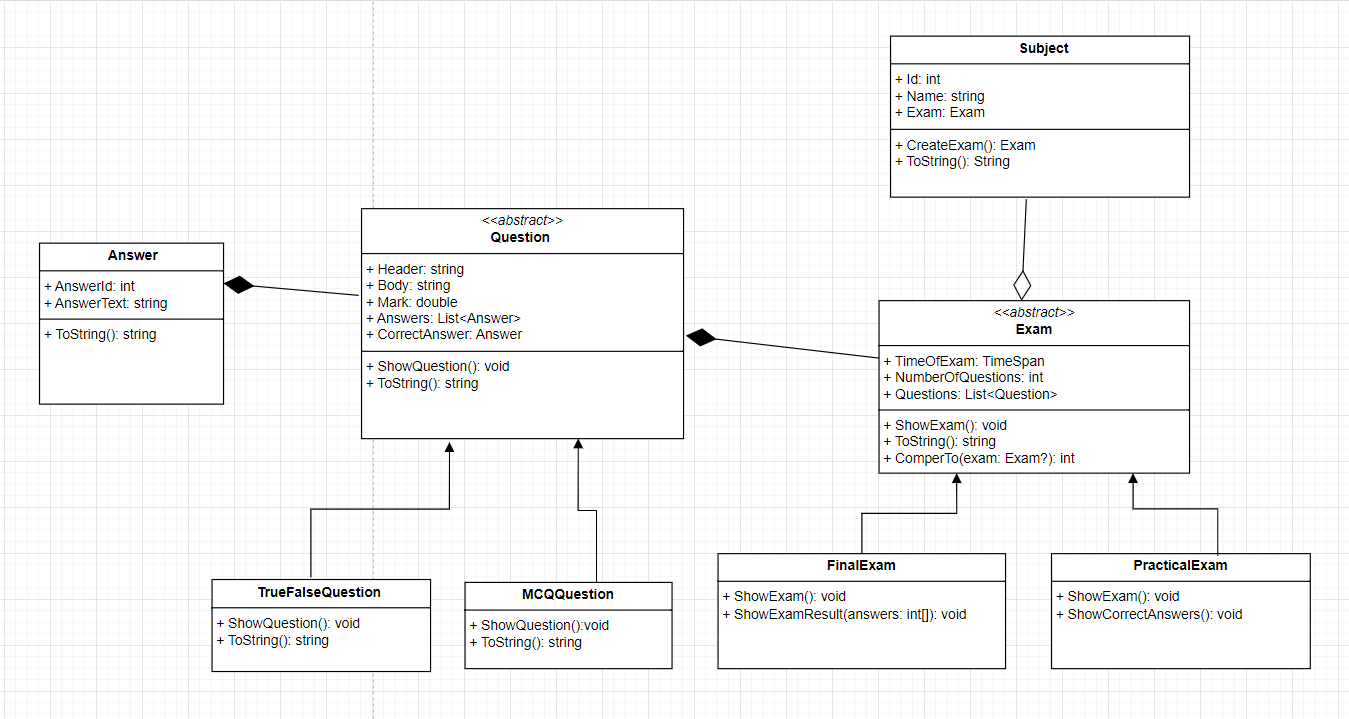 Subject
+ Id: int
+ Name: string
+ Exam: Exam
+ CreateExam(): Exam
+ ToString(): String
<<abstract>>
Question
+ Header: string
+ Body: string
+ Mark: double
+ Answers: List<Answer>
+ CorrectAnswer: Answer
+ ShowQuestion(): void
+ ToString(): string
Answer
+ AnswerId: int
+ AnswerText: string
+ ToString(): string
<<abstract>>
Exam
+ TimeOfExam: TimeSpan
+ NumberOfQuestions: int
+ Questions: List<Question>
+ ShowExam(): void
+ ToString(): string
+ ComperTo(exam: Exam?): int
TrueFalseQuestion
+ ShowQuestion(): void
+ ToString(): string
MCQQuestion
+ ShowQuestion():void
+ ToString(): string
FinalExam
+ ShowExam(): void
+ ShowExamResult(answers: int[]): void
PracticalExam
+ ShowExam(): void
+ ShowCorrectAnswers(): void